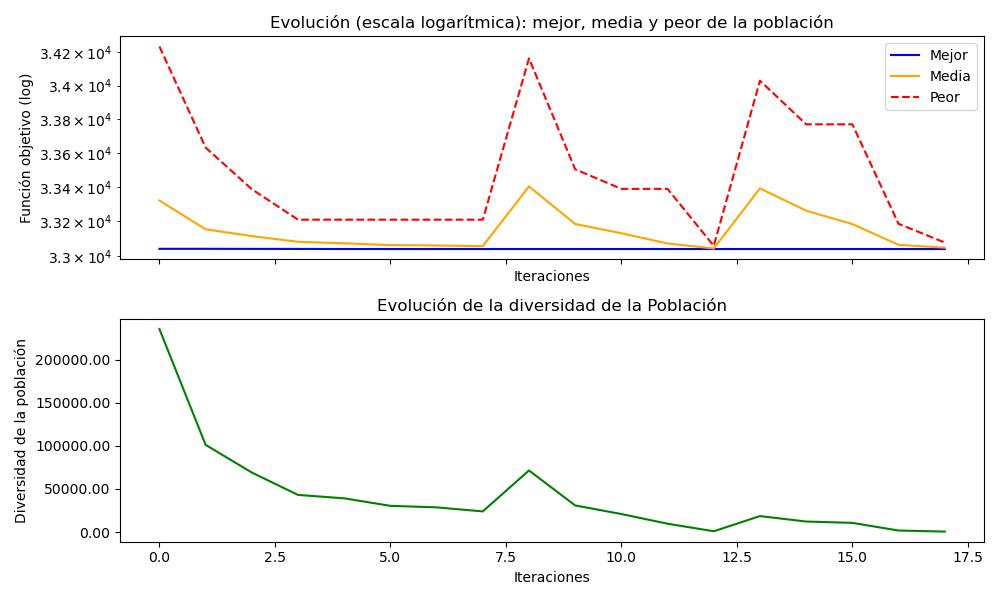 Evolución (escala logarítmica): mejor, media y peor de la población
Función objetivo (log)
3.42 × 10⁴
3.4 × 10⁴
3.38 × 10⁴
3.36 × 10⁴
3.34 × 10⁴
3.32 × 10⁴
3.3 × 10⁴
Mejor
Media
Peor
Iteraciones
Evolución de la diversidad de la Población
Diversidad de la población
200000.00
150000.00
100000.00
50000.00
0.00
0.0 2.5 5.0 7.5 10.0 12.5 15.0 17.5
Iteraciones